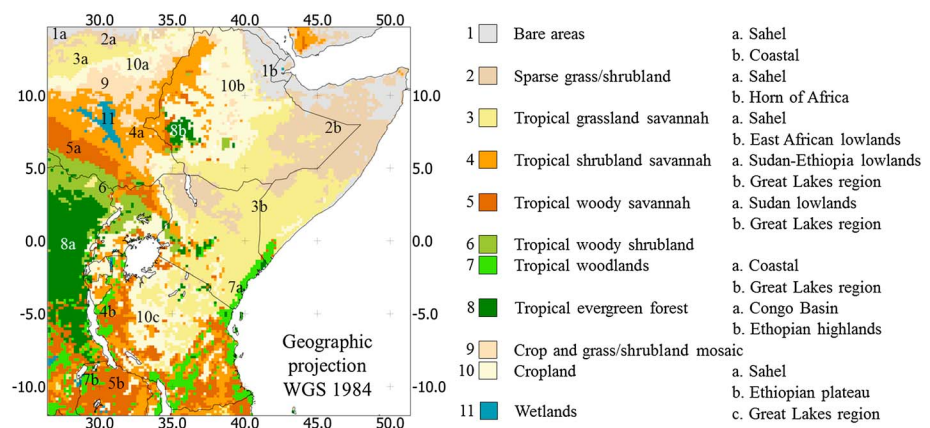 30.0 35.0 40.0 45.0 50.0
1a
2a
3a
10a
1b
9
10b
10.0
10.0
11
4a
8b
2b
5a
5.0
5.0
6
3b
8a
0.0
0.0
7a
4b
10c
-5.0
-5.0
Geographic
projection
WGS 1984
7b
5b
-10.0
-10.0
30.0 35.0 40.0 45.0 50.0
1 Bare areas a. Sahel
b. Coastal
2 Sparse grass/shrubland a. Sahel
b. Horn of Africa
3 Tropical grassland savannah a. Sahel
b. East African lowlands
4 Tropical shrubland savannah a. Sudan-Ethiopia lowlands
b. Great Lakes region
5 Tropical woody savannah a. Sudan lowlands
b. Great Lakes region
6 Tropical woody shrubland
7 Tropical woodlands a. Coastal
b. Great Lakes region
8 Tropical evergreen forest a. Congo Basin
b. Ethopian highlands
9 Crop and grass/shrubland mosaic
10 Cropland a. Sahel
b. Ethiopian plateau
11 Wetlands c. Great Lakes region